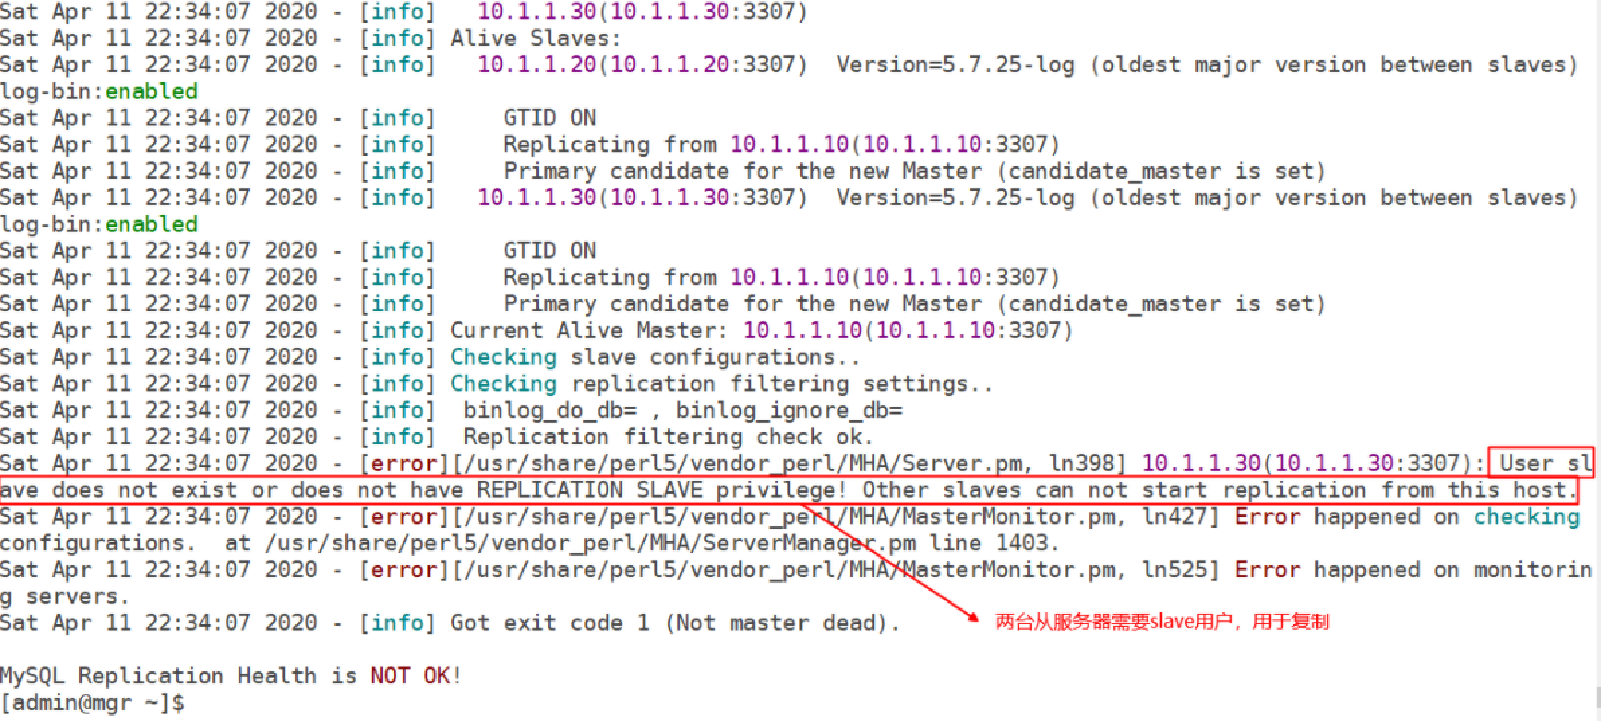 Sat Apr 11 22:34:07 2020 - [info]   10.1.1.30(10.1.1.30:3307)
Sat Apr 11 22:34:07 2020 - [info] Alive Slaves:
Sat Apr 11 22:34:07 2020 - [info]   10.1.1.20(10.1.1.20:3307)  Version=5.7.25-log (oldest major version between slaves)
log-bin:enabled
Sat Apr 11 22:34:07 2020 - [info]     GTID ON
Sat Apr 11 22:34:07 2020 - [info]     Replicating from 10.1.1.10(10.1.1.10:3307)
Sat Apr 11 22:34:07 2020 - [info]     Primary candidate for the new Master (candidate_master is set)
Sat Apr 11 22:34:07 2020 - [info]   10.1.1.30(10.1.1.30:3307)  Version=5.7.25-log (oldest major version between slaves)
log-bin:enabled
Sat Apr 11 22:34:07 2020 - [info]     GTID ON
Sat Apr 11 22:34:07 2020 - [info]     Replicating from 10.1.1.10(10.1.1.10:3307)
Sat Apr 11 22:34:07 2020 - [info]     Primary candidate for the new Master (candidate_master is set)
Sat Apr 11 22:34:07 2020 - [info] Current Alive Master: 10.1.1.10(10.1.1.10:3307)
Sat Apr 11 22:34:07 2020 - [info] Checking slave configurations..
Sat Apr 11 22:34:07 2020 - [info] Checking replication filtering settings..
Sat Apr 11 22:34:07 2020 - [info]  binlog_do_db= , binlog_ignore_db=
Sat Apr 11 22:34:07 2020 - [info]  Replication filtering check ok.
Sat Apr 11 22:34:07 2020 - [error][/usr/share/perl5/vendor_perl/MHA/Server.pm, ln398] 10.1.1.30(10.1.1.30:3307): User sl
ave does not exist or does not have REPLICATION SLAVE privilege! Other slaves can not start replication from this host.
Sat Apr 11 22:34:07 2020 - [error][/usr/share/perl5/vendor_perl/MHA/MasterMonitor.pm, ln427] Error happened on checking
configurations.  at /usr/share/perl5/vendor_perl/MHA/ServerManager.pm line 1403.
Sat Apr 11 22:34:07 2020 - [error][/usr/share/perl5/vendor_perl/MHA/MasterMonitor.pm, ln525] Error happened on monitorin
g servers.
Sat Apr 11 22:34:07 2020 - [info] Got exit code 1 (Not master dead).
两台从服务器需要slave用户，用于复制
MySQL Replication Health is NOT OK!
[admin@mgr ~]$